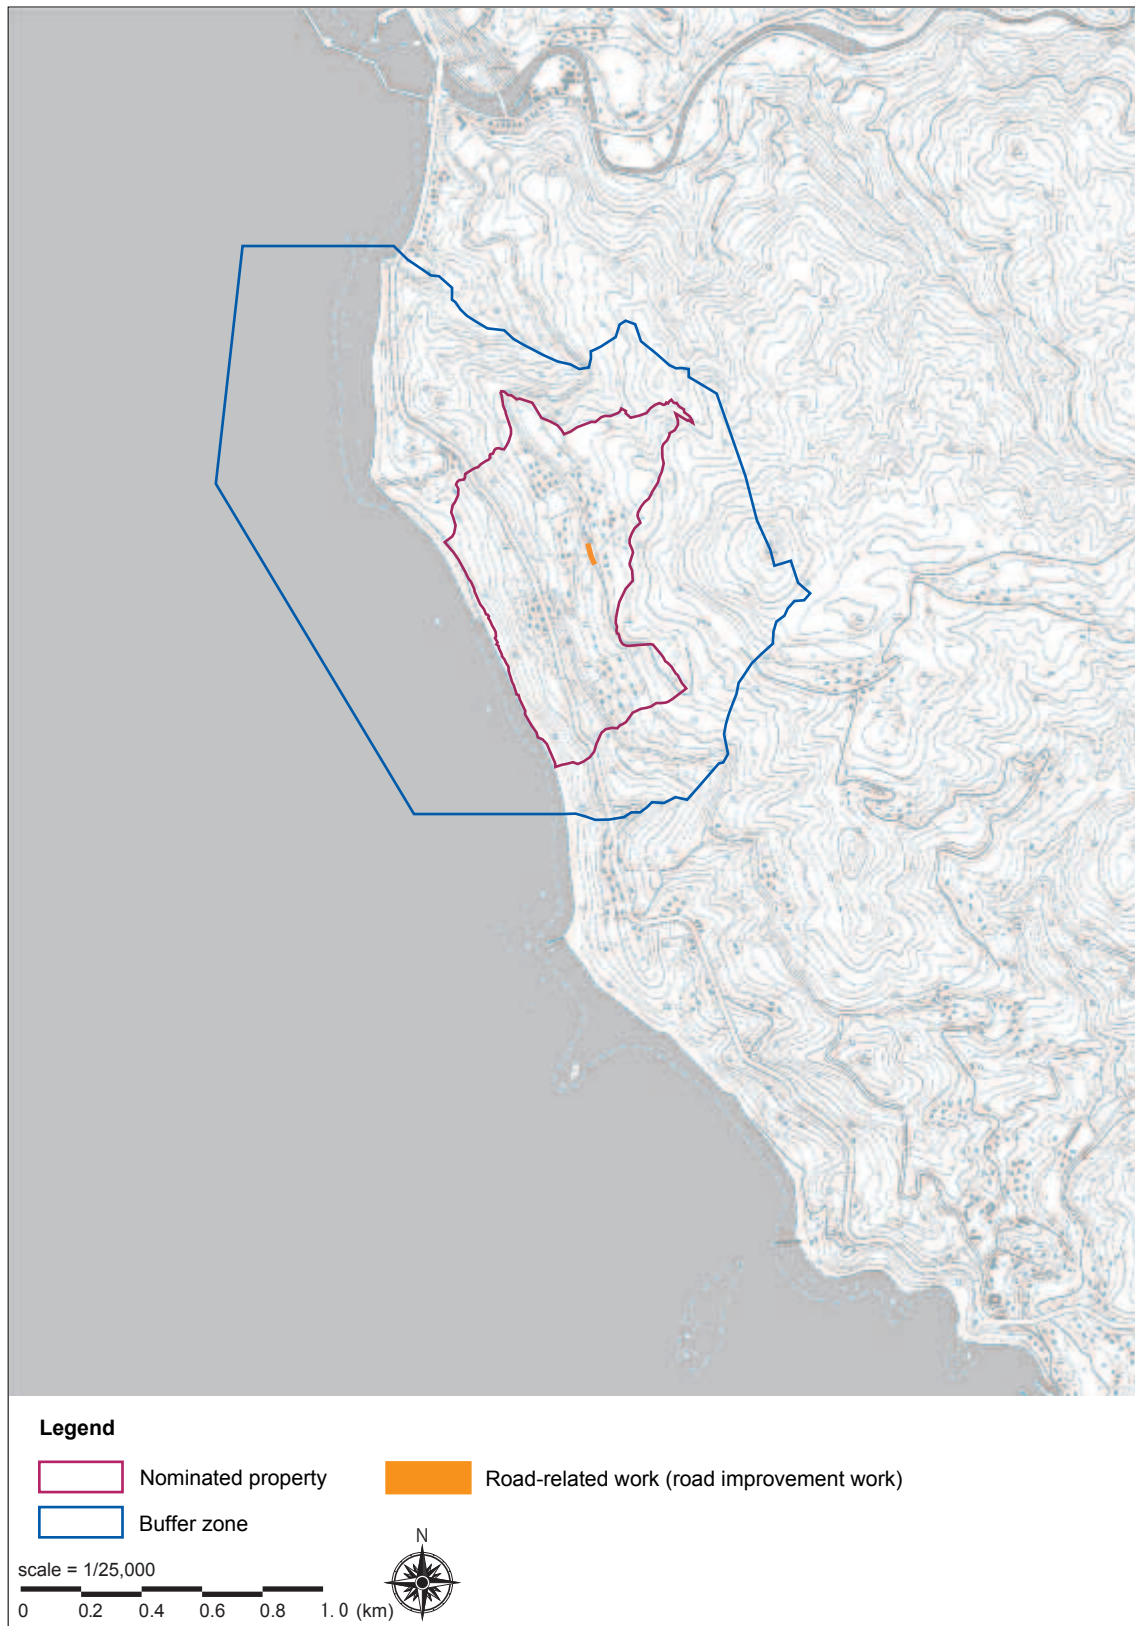 Legend
Nominated property
Road-related work (road improvement work)
Buffer zone
N
scale = 1/25,000
0 0.2 0.4 0.6 0.8 1. 0 (km)